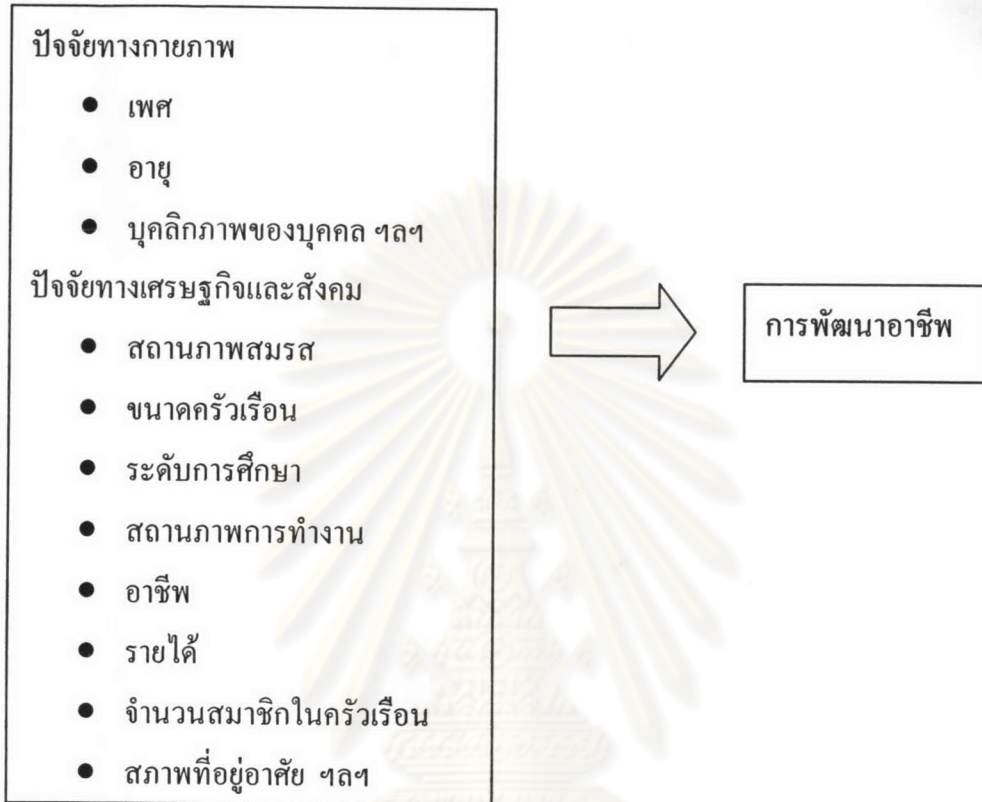 ปัจจัยทางกายภาพ
● เพศ
● อายุ
● บุคลิกภาพของบุคคล ฯลฯ
ปัจจัยทางเศรษฐกิจและสังคม
● สถานภาพสมรส
● ขนาดครัวเรือน
● ระดับการศึกษา
● สถานภาพการทำงาน
● อาชีพ
● รายได้
● จำนวนสมาชิกในครัวเรือน
● สภาพที่อยู่อาศัย ฯลฯ
การพัฒนาอาชีพ